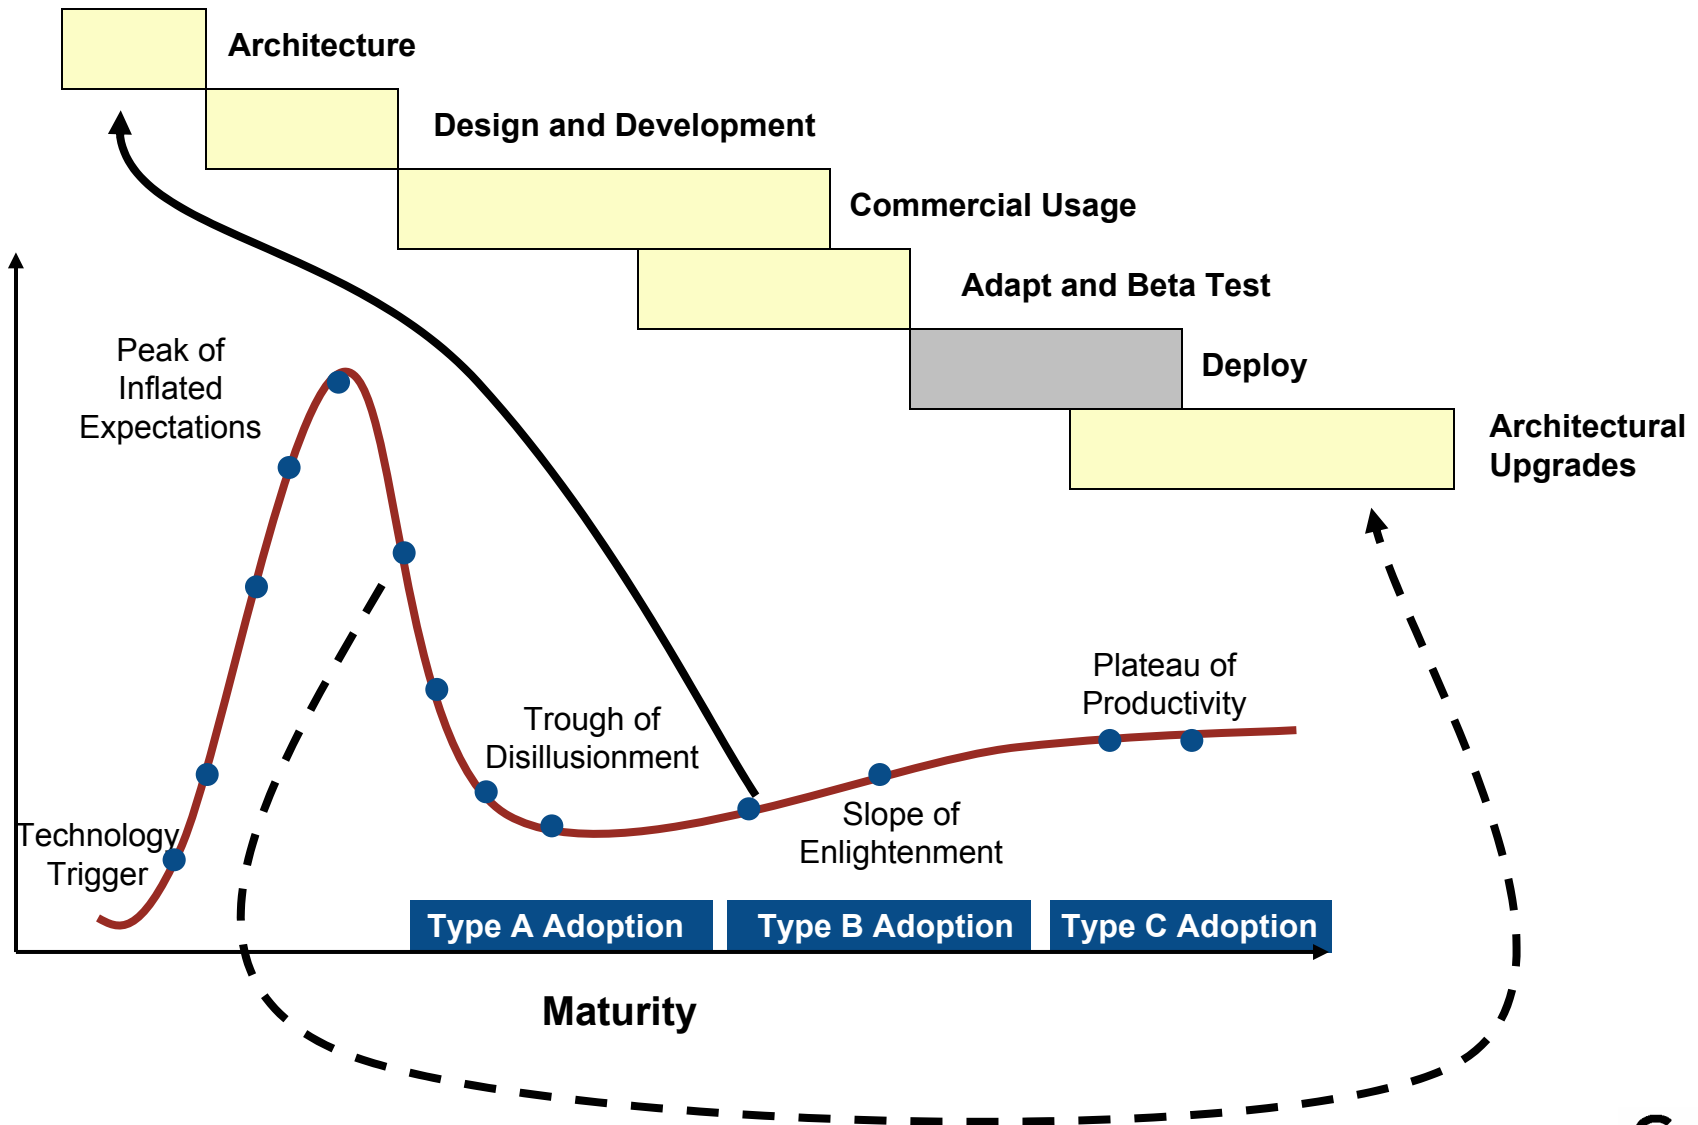 Architecture
Design and Development
Commercial Usage
Adapt and Beta Test
Deploy
Architectural
Upgrades
Peak of
Inflated
Expectations
Plateau of
Productivity
Trough of
Disillusionment
Slope of
Enlightenment
Technology
Trigger
Type A Adoption
Type B Adoption
Type C Adoption
Maturity